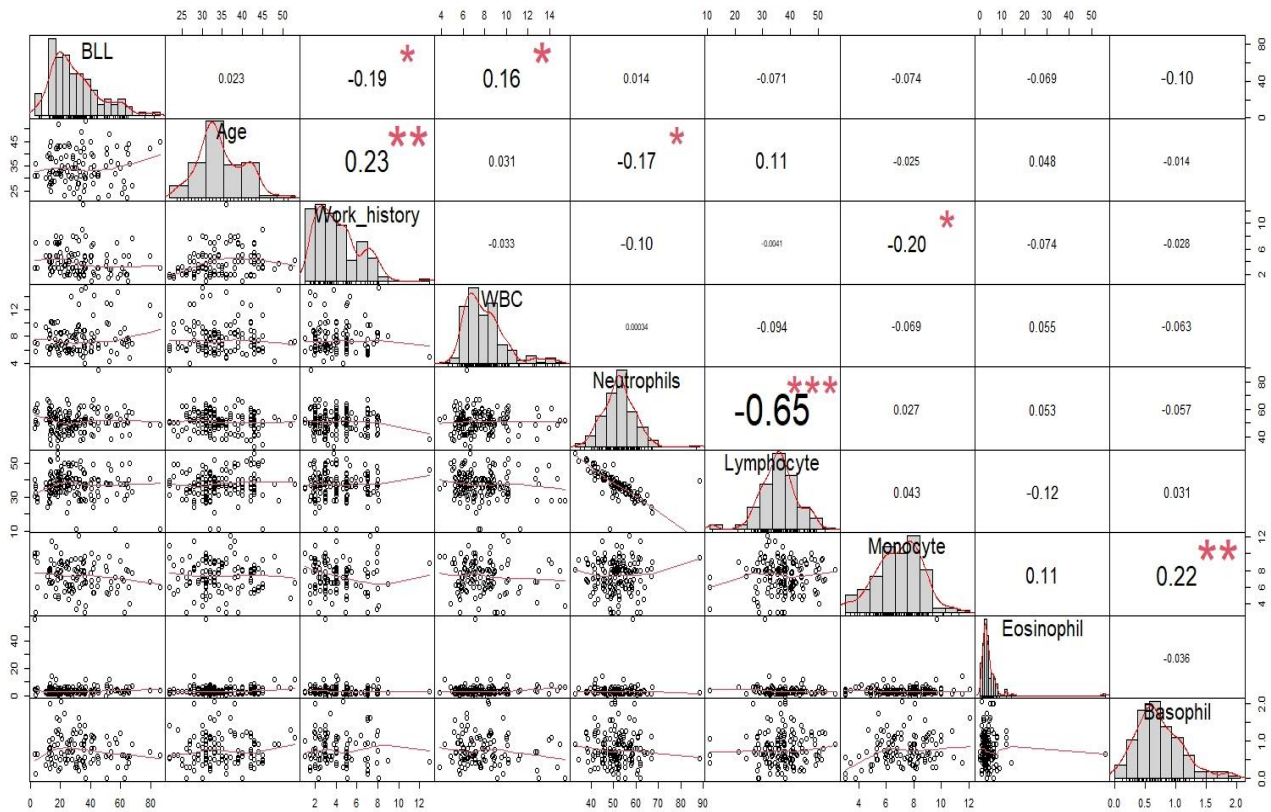 25 30 35 40 45 50
4 6 8 10 12 14
10 20 30 40 50
0 10 20 30 40 50
BLL
0.023
-0.19 *
0.16 *
0.014
-0.071
-0.074
-0.069
-0.10
0 40 80
25 35 45
Age
0.23 **
0.031
-0.17 *
0.11
-0.025
0.048
-0.014
Work_history
-0.033
-0.10
-0.0041
-0.20 *
-0.074
-0.028
2 6 10
4 8 12
WBC
0.00034
-0.094
-0.069
0.055
-0.063
Neutrophils
-0.65 ***
0.027
0.053
-0.057
40 60 80
10 30 50
Lymphocyte
0.043
-0.12
0.031
Monocyte
0.11
0.22 **
4 6 8 10 12
0 20 40
Eosinophil
-0.036
Basophil
0.0 1.0 2.0
0 20 40 60 80
2 4 6 8 10 12
40 50 60 70 80 90
4 6 8 10 12
0.0 0.5 1.0 1.5 2.0